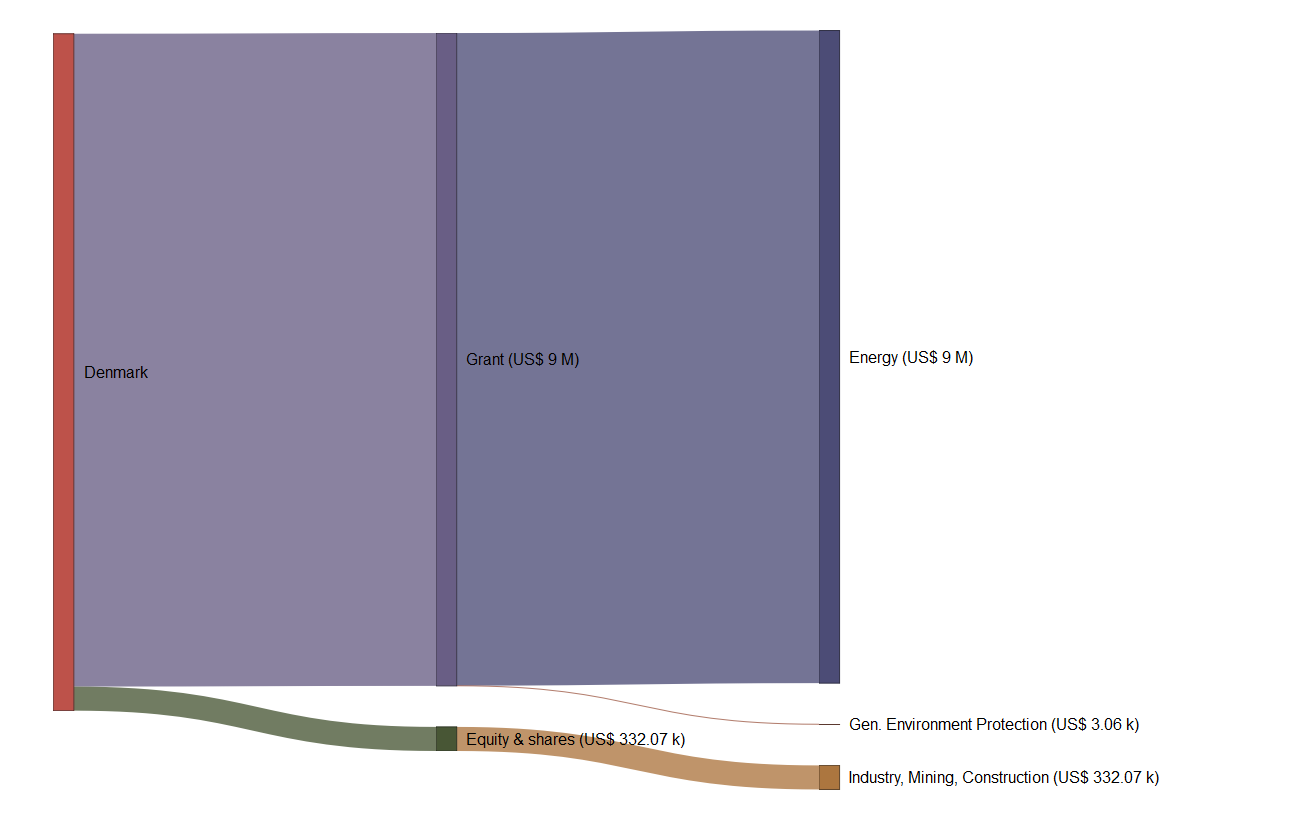 Denmark
Grant (US$ 9 M)
Energy (US$ 9 M)
Gen. Environment Protection (US$ 3.06 k)
Equity & shares (US$ 332.07 k)
Industry, Mining, Construction (US$ 332.07 k)